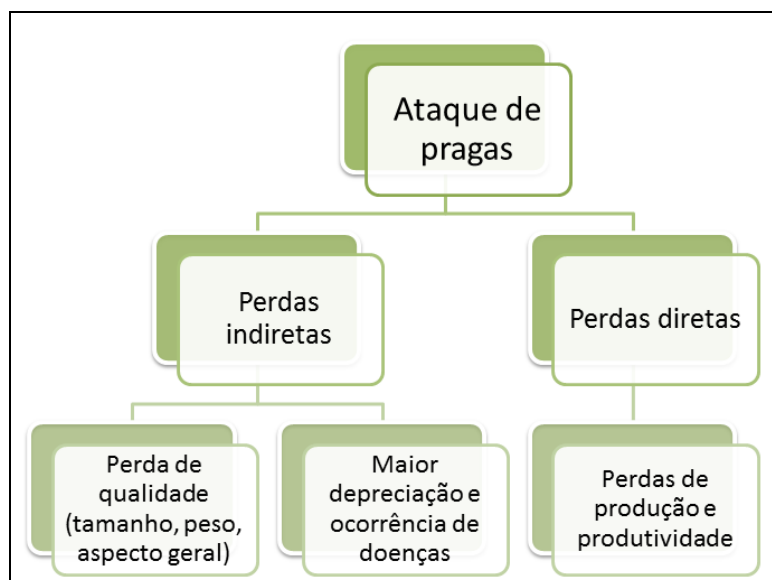 Ataque de
pragas
Perdas
indiretas
Perdas diretas
Perda de
qualidade
(tamanho, peso,
aspecto geral)
Maior
depreciação e
ocorrência de
doenças
Perdas de
produção e
produtividade